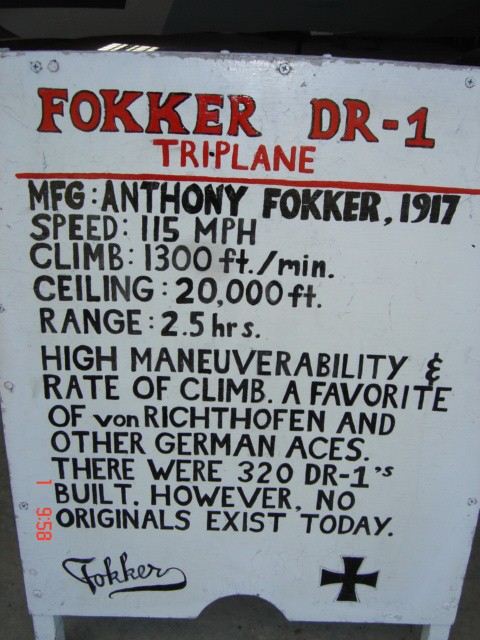 FOKKER DR-1
TRI-PLANE
MFG: ANTHONY FOKKER, 1917
SPEED: 115 MPH
CLIMB: 1300 ft./min.
CEILING: 20,000 ft.
RANGE: 2.5 hrs.
HIGH MANEUVERABILITY &
RATE OF CLIMB. A FAVORITE
OF von RICHTHOFEN AND
OTHER GERMAN ACES.
THERE WERE 320 DR-1's
BUILT. HOWEVER, NO
ORIGINALS EXIST TODAY.
Fokker
1 9:58